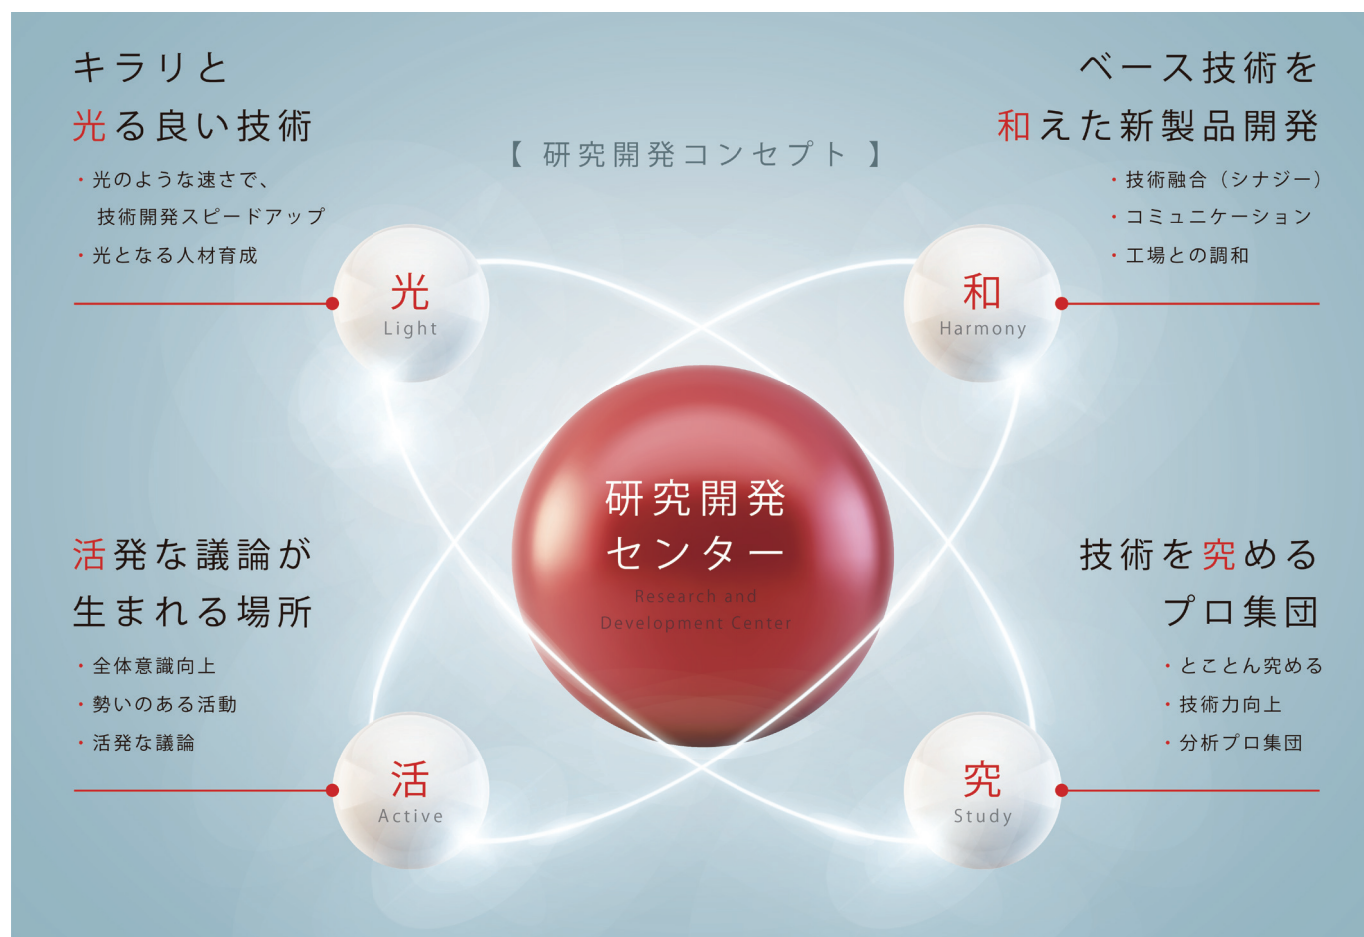 【 研究開発コンセプト 】
キラリと
光る良い技術
・光のような速さで、
技術開発スピードアップ
・光となる人材育成
光
Light
ベース技術を
和えた新製品開発
・技術融合（シナジー）
・コミュニケーション
・工場との調和
和
Harmony
研究開発
センター
Research and
Development Center
活発な議論が
生まれる場所
・全体意識向上
・勢いのある活動
・活発な議論
活
Active
技術を究める
プロ集団
・とことん究める
・技術力向上
・分析プロ集団
究
Study